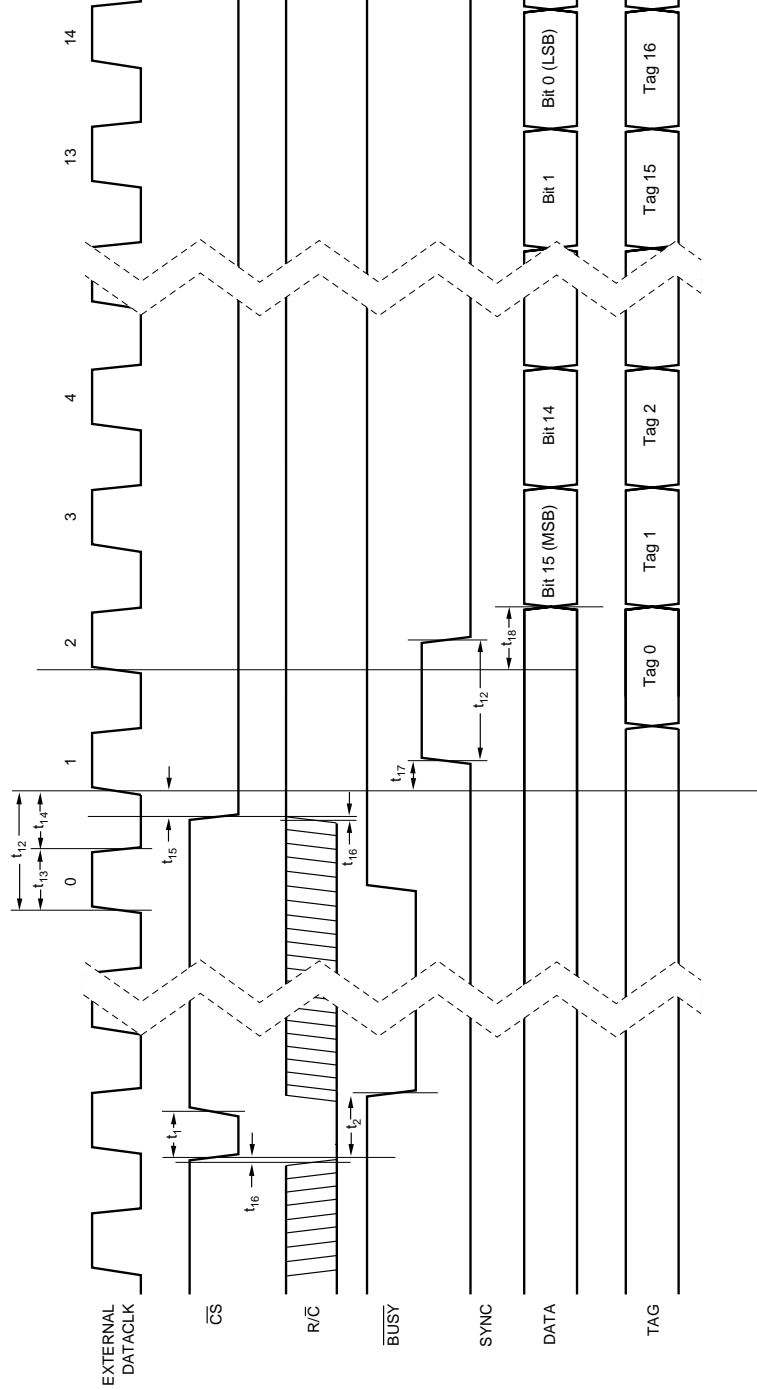 EXTERNAL
DATACLK
0
1
2
3
4
13
14
t12
t13
t14
CS
t1
t15
t16
R/C
t16
BUSY
t2
SYNC
t17
t12
t18
DATA
Bit 15 (MSB)
Bit 14
Bit 1
Bit 0 (LSB)
TAG
Tag 0
Tag 1
Tag 2
Tag 15
Tag 16